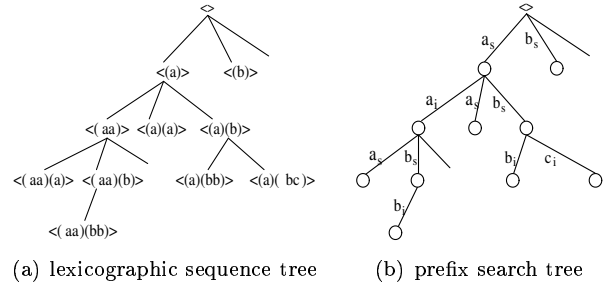 <> <>
a_s b_s
<(a)> <(b)>
a_i a_s b_s
<( aa)> <(a)(a)> <(a)(b)>
a_s b_s b_i c_i
<( aa)(a)> <( aa)(b)> <(a)(bb)> <(a)( bc)>
b_i
<( aa)(bb)>
(a) lexicographic sequence tree (b) prefix search tree